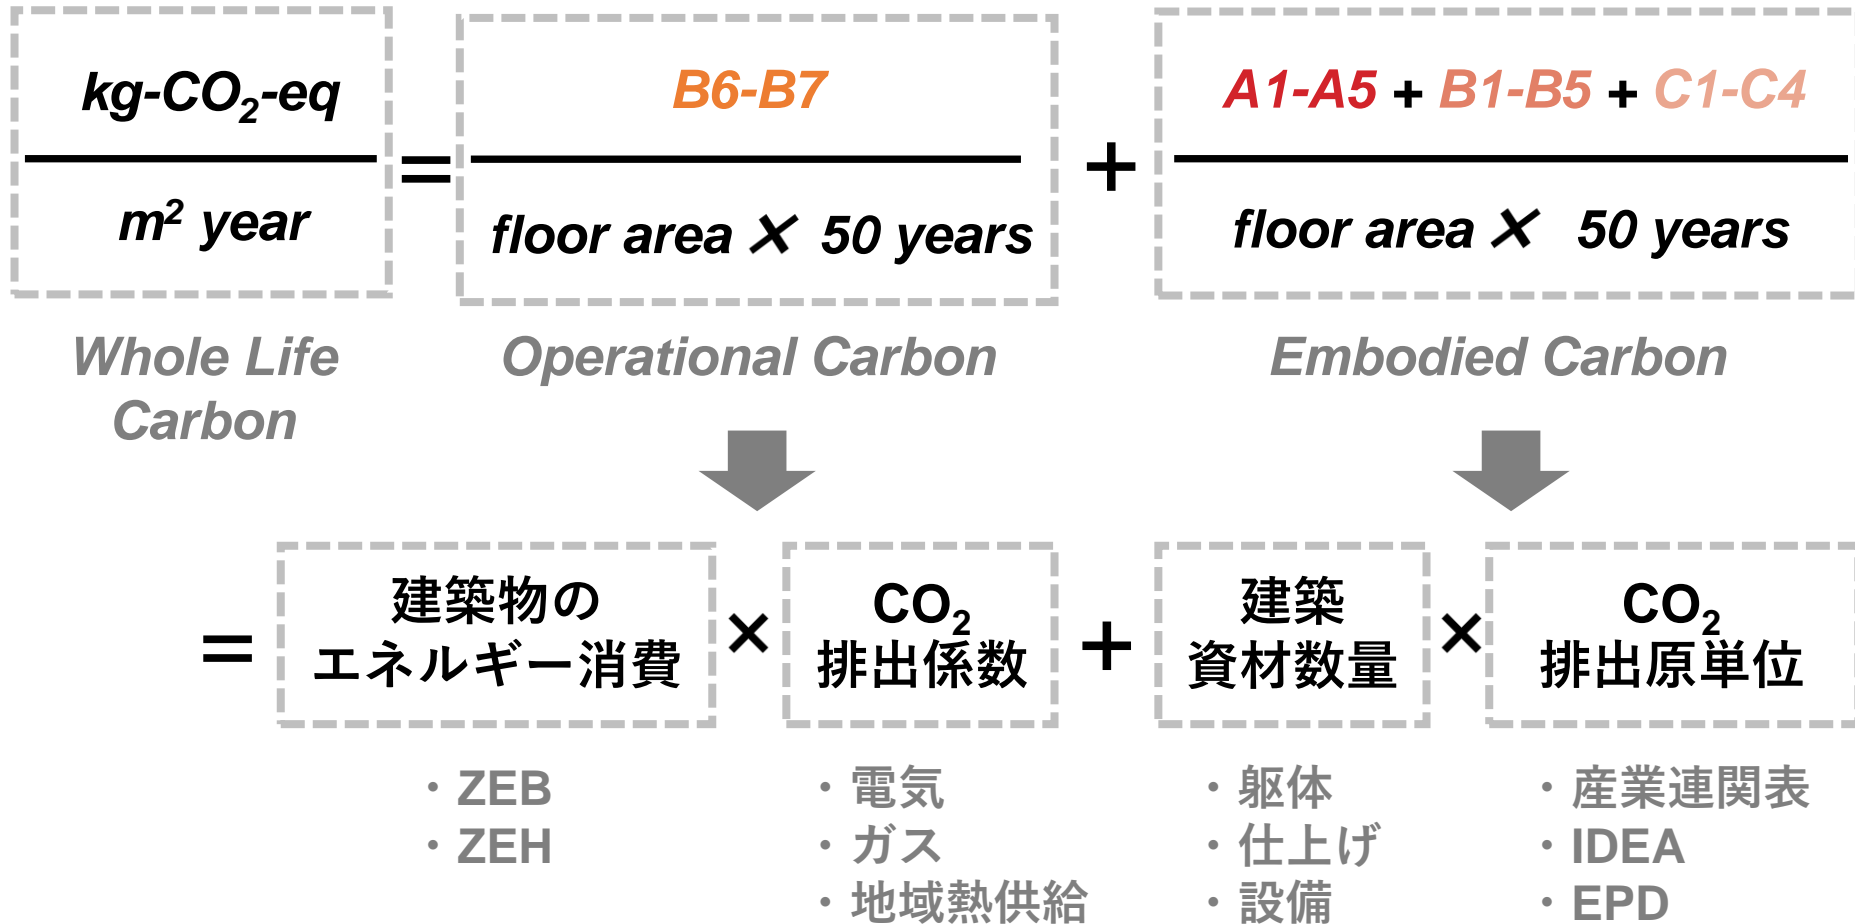 kg-CO₂-eq
m² year
=
B6-B7
floor area × 50 years
+
A1-A5 + B1-B5 + C1-C4
floor area × 50 years
Whole Life
Carbon
Operational Carbon
Embodied Carbon
=
建築物の
エネルギー消費
×
CO₂
排出係数
+
建築
資材数量
×
CO₂
排出原単位
・ZEB
・ZEH
・電気
・ガス
・地域熱供給
・躯体
・仕上げ
・設備
・産業連関表
・IDEA
・EPD